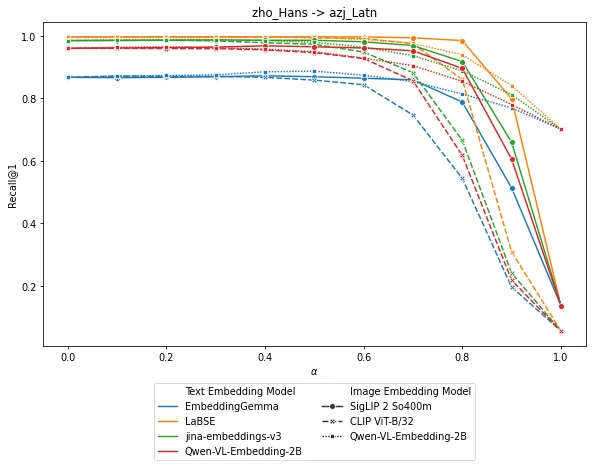 zho_Hans -> azj_Latn
Recall@1
1.0
0.8
0.6
0.4
0.2
0.0
0.2
0.4
0.6
0.8
1.0
α
Text Embedding Model
EmbeddingGemma
LaBSE
jina-embeddings-v3
Qwen-VL-Embedding-2B
Image Embedding Model
SigLIP 2 So400m
CLIP ViT-B/32
Qwen-VL-Embedding-2B